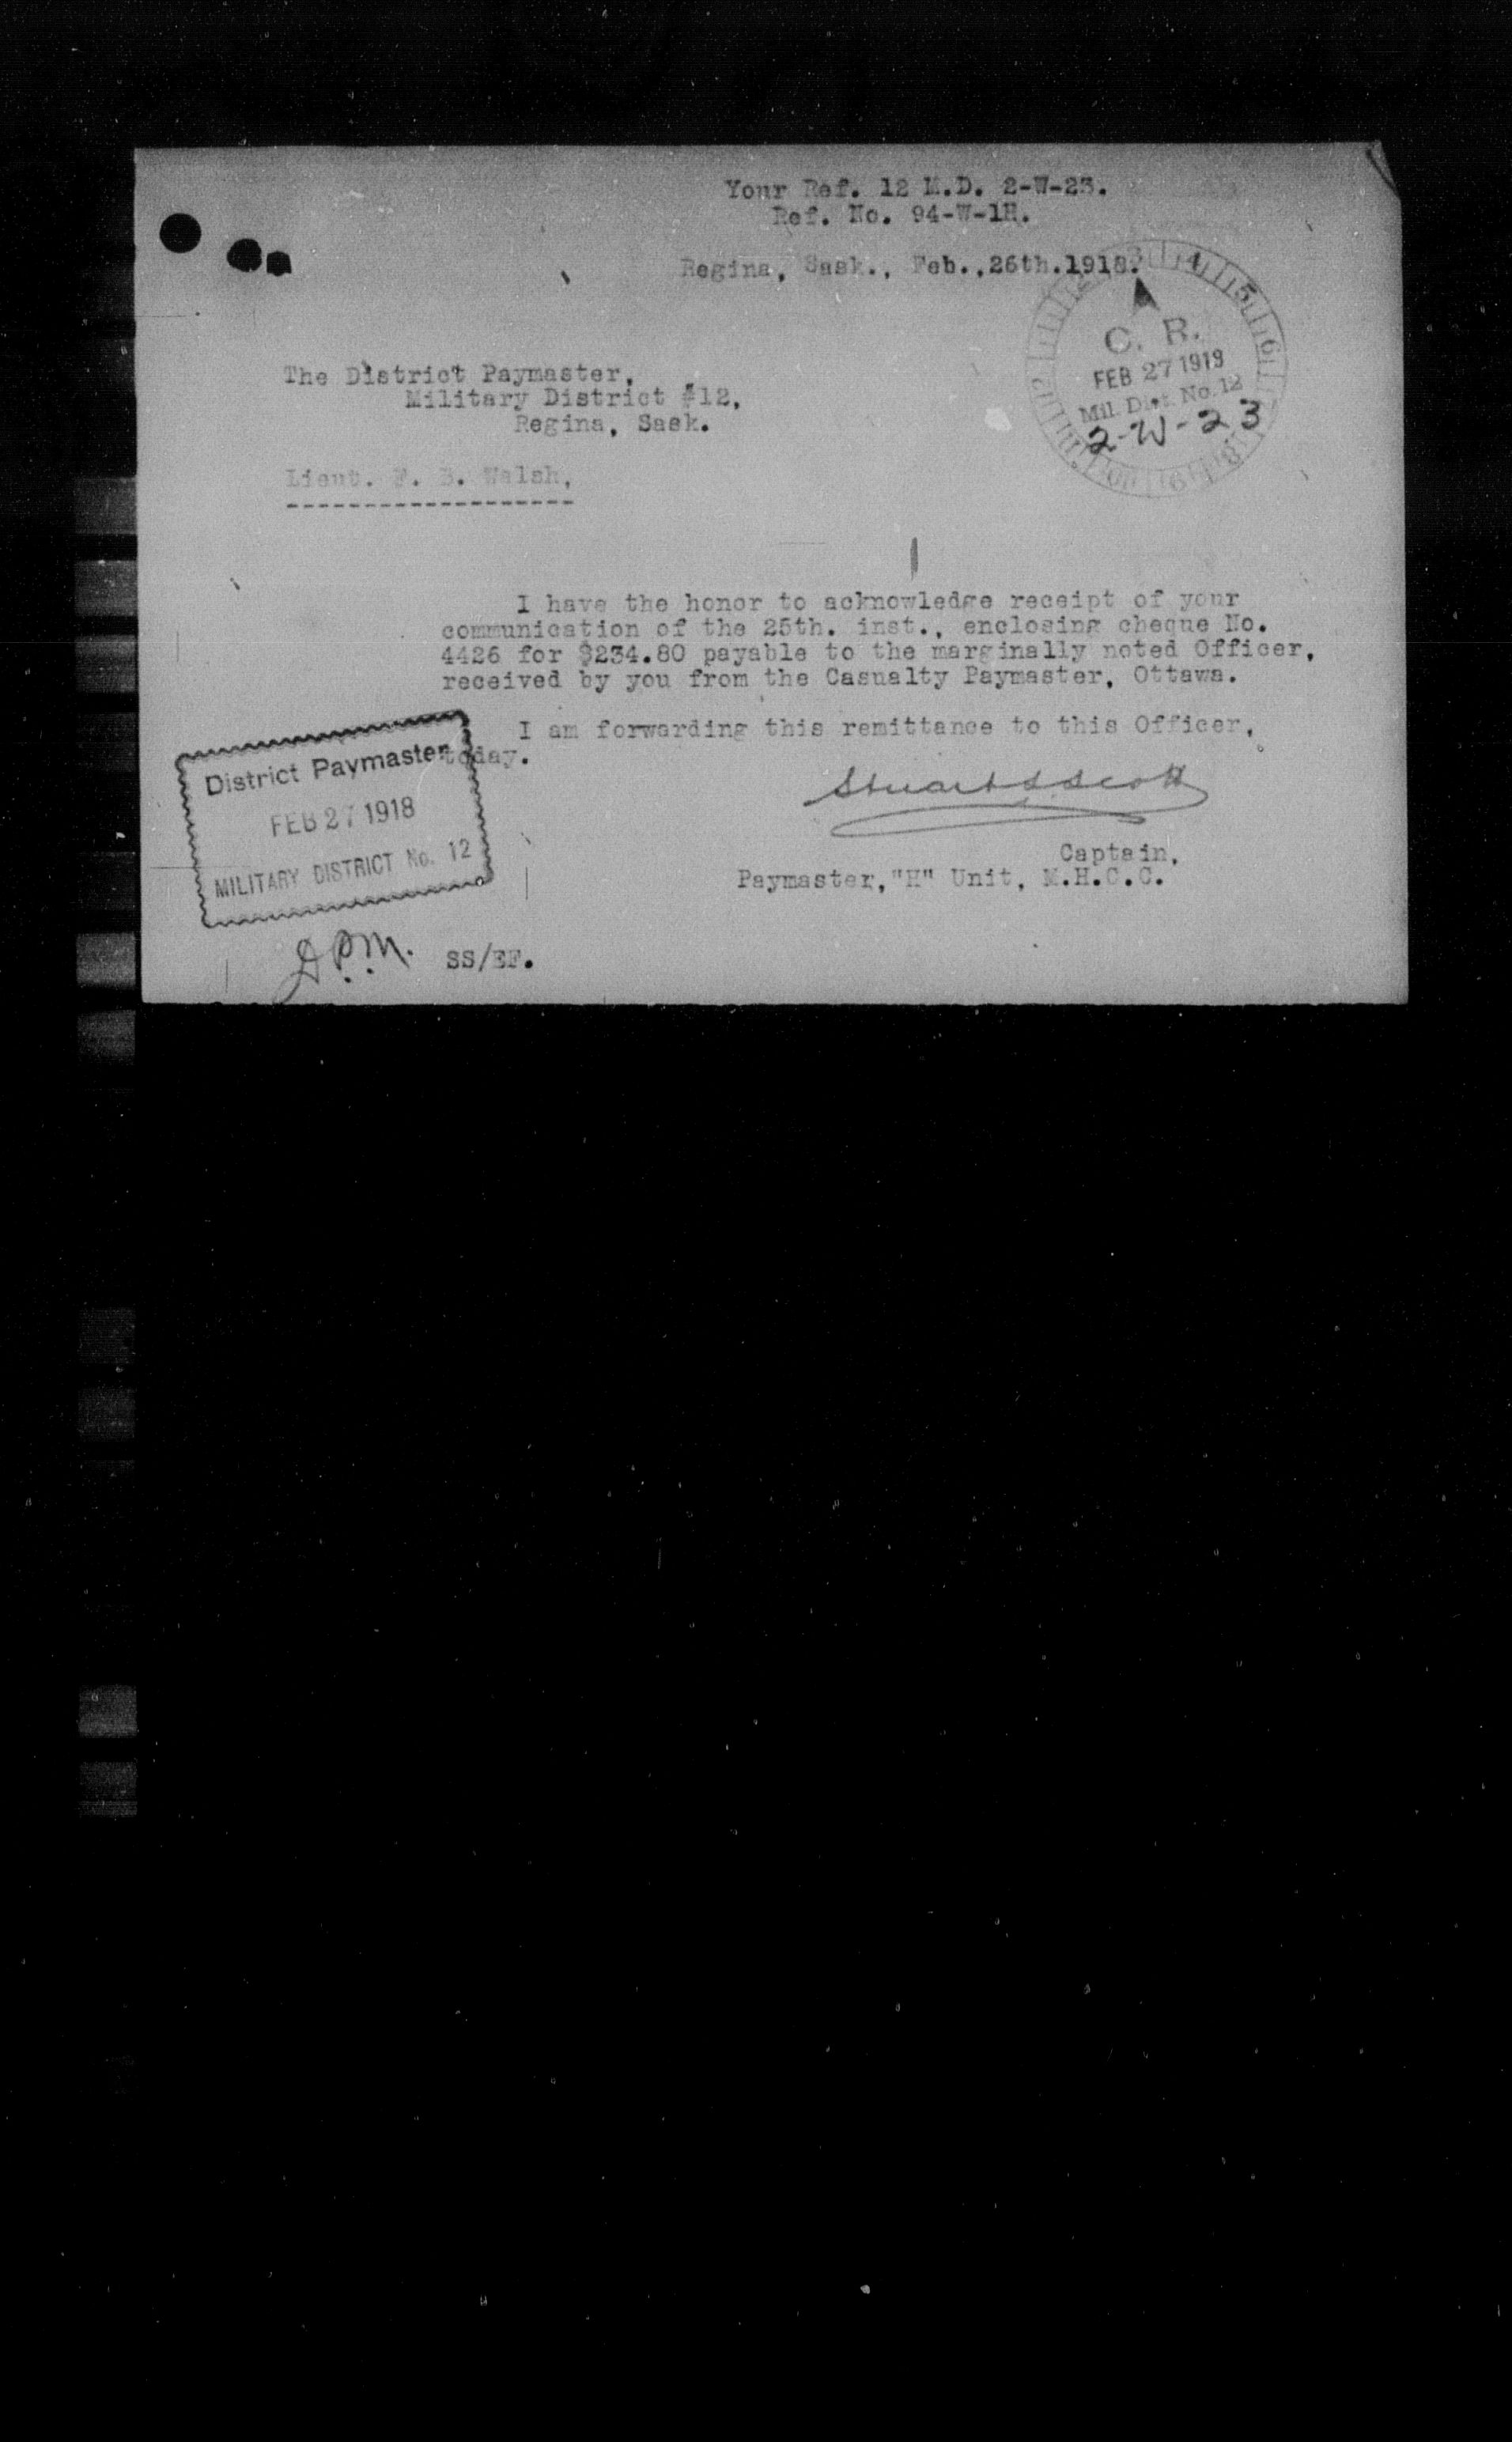 Your Ref. 12 M.D. 2-W-23.
Ref. No. 94-W-1H.
Regina, Sask., Feb.,26th.1918.
C. R.
FEB 27 1918
Mil. Dist. No. 12
2-W-23
The District Paymaster,
Military District #12,
Regina, Sask.
Lieut. F. B. Walsh,
I have the honor to acknowledge receipt of your
communication of the 25th. inst., enclosing cheque No.
4426 for $234.80 payable to the marginally noted Officer,
received by you from the Casualty Paymaster, Ottawa.
I am forwarding this remittance to this Officer,
today.
District Paymaster
FEB 27 1918
MILITARY DISTRICT No. 12
Stuart S Scott
Captain,
Paymaster,"H" Unit, M.H.C.C.
D.P.M.
SS/EF.